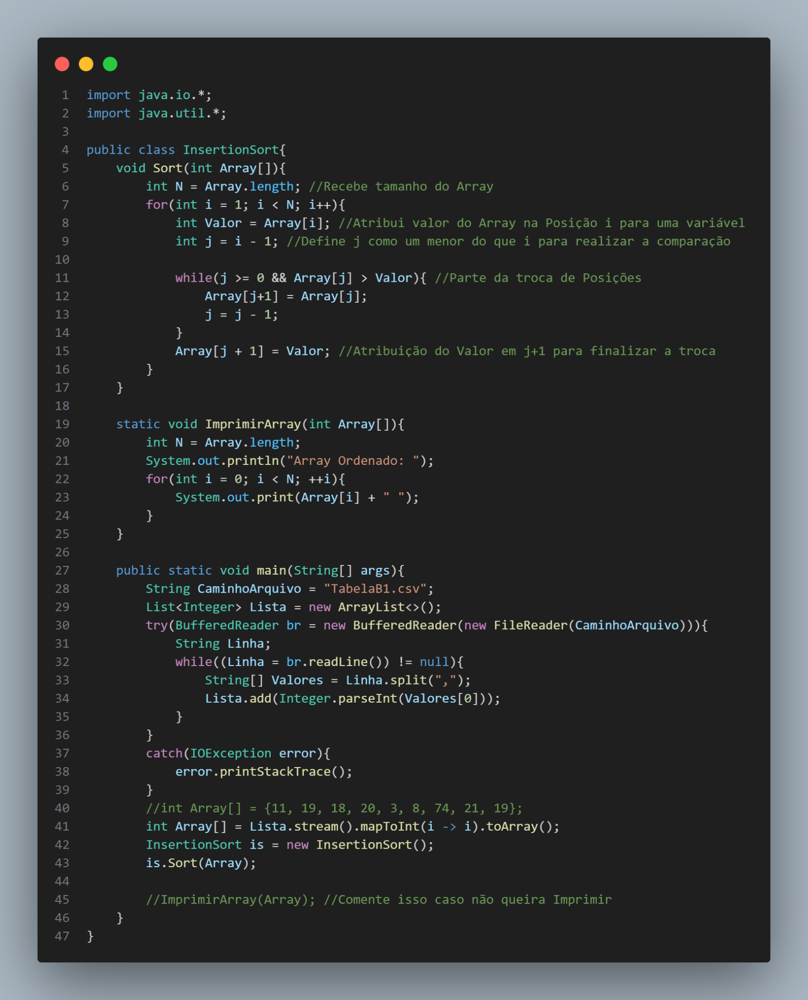 1 import java.io.*;
2 import java.util.*;
3
4 public class InsertionSort{
5     void Sort(int Array[]){
6         int N = Array.length; //Recebe tamanho do Array
7         for(int i = 1; i < N; i++){
8             int Valor = Array[i]; //Atribui valor do Array na Posição i para uma variável
9             int j = i - 1; //Define j como um menor do que i para realizar a comparação
10
11             while(j >= 0 && Array[j] > Valor){ //Parte da troca de Posições
12                 Array[j+1] = Array[j];
13                 j = j - 1;
14             }
15             Array[j + 1] = Valor; //Atribuição do Valor em j+1 para finalizar a troca
16         }
17     }
18
19     static void ImprimirArray(int Array[]){
20         int N = Array.length;
21         System.out.println("Array Ordenado: ");
22         for(int i = 0; i < N; ++i){
23             System.out.print(Array[i] + " ");
24         }
25     }
26
27     public static void main(String[] args){
28         String CaminhoArquivo = "TabelaB1.csv";
29         List<Integer> Lista = new ArrayList<>();
30         try(BufferedReader br = new BufferedReader(new FileReader(CaminhoArquivo))){
31             String Linha;
32             while((Linha = br.readLine()) != null){
33                 String[] Valores = Linha.split(",");
34                 Lista.add(Integer.parseInt(Valores[0]));
35             }
36         }
37         catch(IOException error){
38             error.printStackTrace();
39         }
40         //int Array[] = {11, 19, 18, 20, 3, 8, 74, 21, 19};
41         int Array[] = Lista.stream().mapToInt(i -> i).toArray();
42         InsertionSort is = new InsertionSort();
43         is.Sort(Array);
44
45         //ImprimirArray(Array); //Comente isso caso não queira Imprimir
46     }
47 }